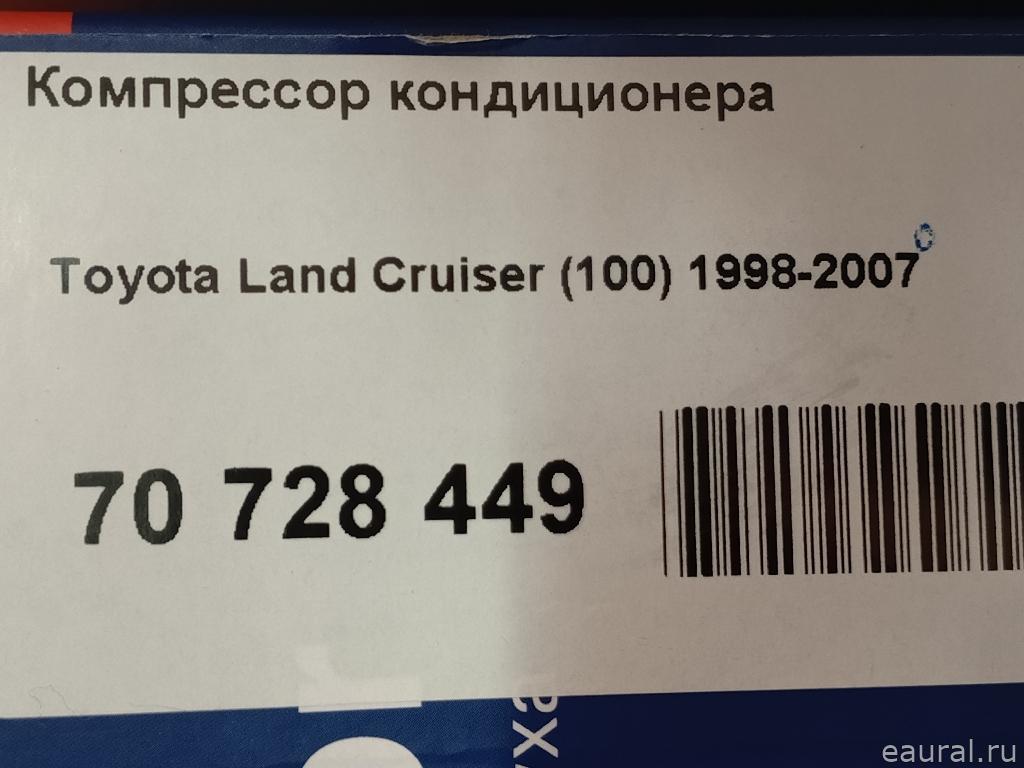 Компрессор кондиционера
Toyota Land Cruiser (100) 1998-2007
70 728 449
eaural.ru